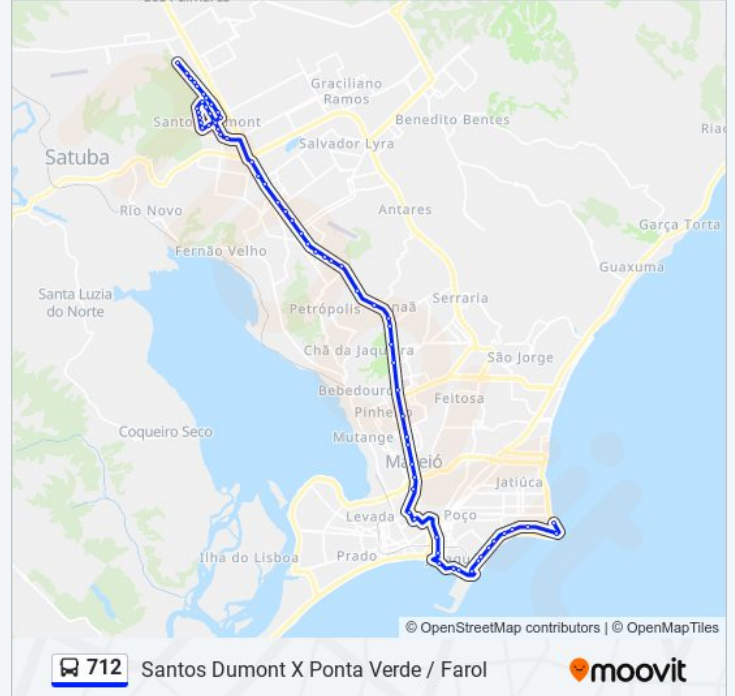 Graciliano
Ramos
Benedito Bentes
Salvador Lyra
Satuba
Rio Novo
Antares
Garça Torta
Fernão Velho
Guaxuma
Santa Luzia
do Norte
Serraria
Petrópolis
Chã da Jaqueira
São Jorge
Bebedouro
Feitosa
Pinheiro
Coqueiro Seco
Mutange
Maceió
Jatiúca
Levada
Poço
Ilha do Lisboa
Prado
© OpenStreetMap contributors | © OpenMapTiles
712 Santos Dumont X Ponta Verde / Farol
moovit